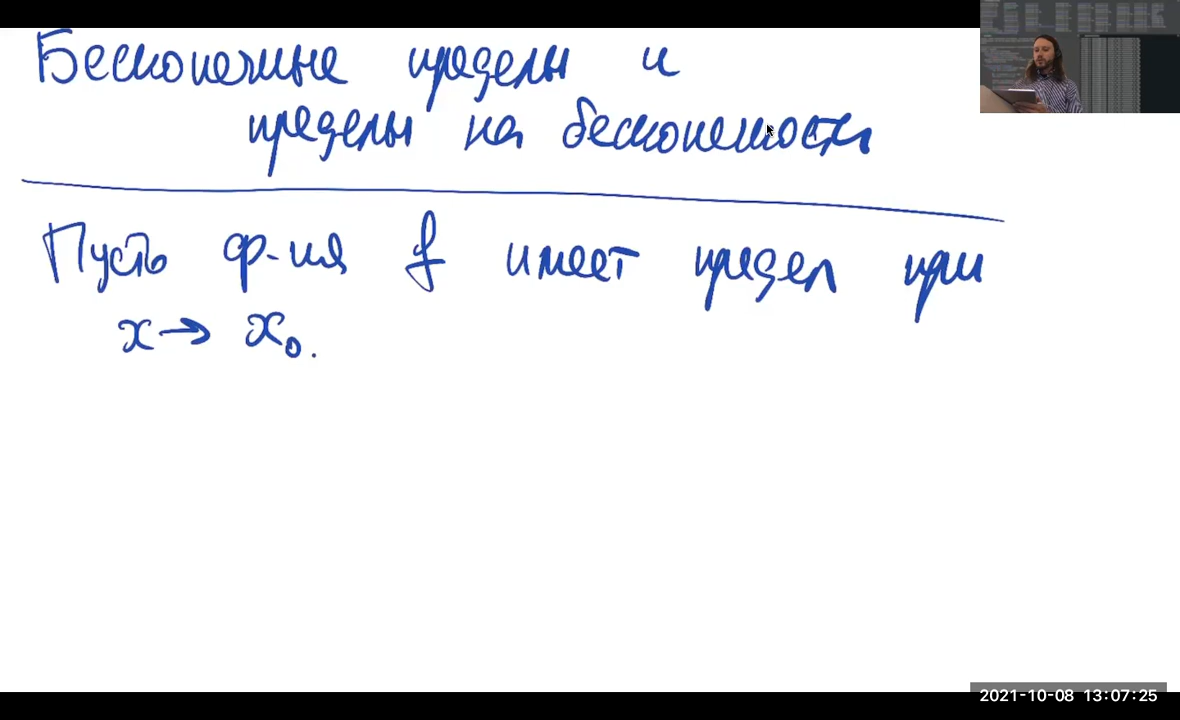 Бесконечные пределы и
пределы на бесконечности
Пусть ф-ия f имеет предел при
x → x₀.
2021-10-08 13:07:25